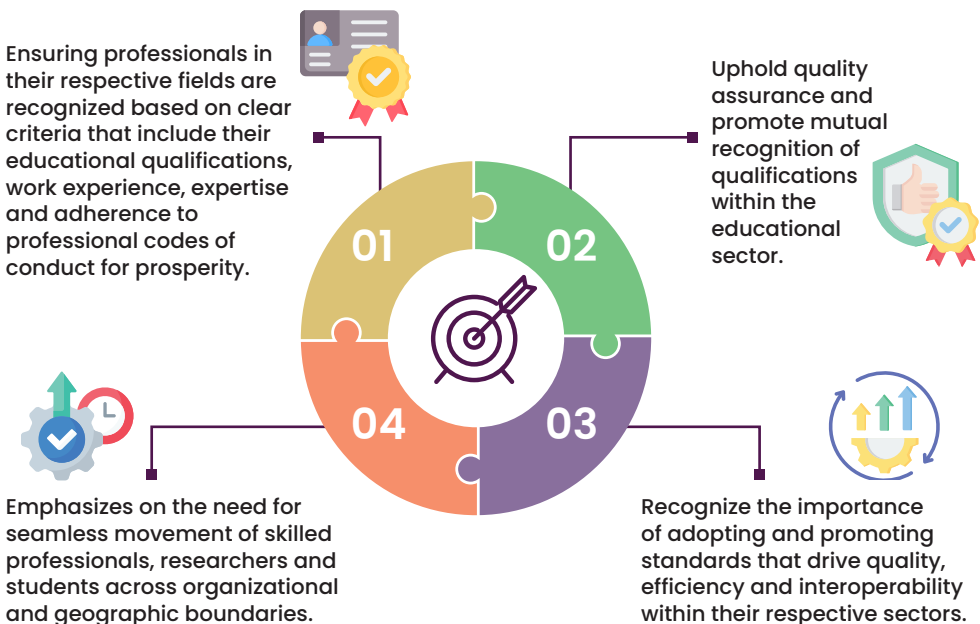 Ensuring professionals in
their respective fields are
recognized based on clear
criteria that include their
educational qualifications,
work experience, expertise
and adherence to
professional codes of
conduct for prosperity.
Uphold quality
assurance and
promote mutual
recognition of
qualifications
within the
educational
sector.
01
02
04
03
Emphasizes on the need for
seamless movement of skilled
professionals, researchers and
students across organizational
and geographic boundaries.
Recognize the importance
of adopting and promoting
standards that drive quality,
efficiency and interoperability
within their respective sectors.